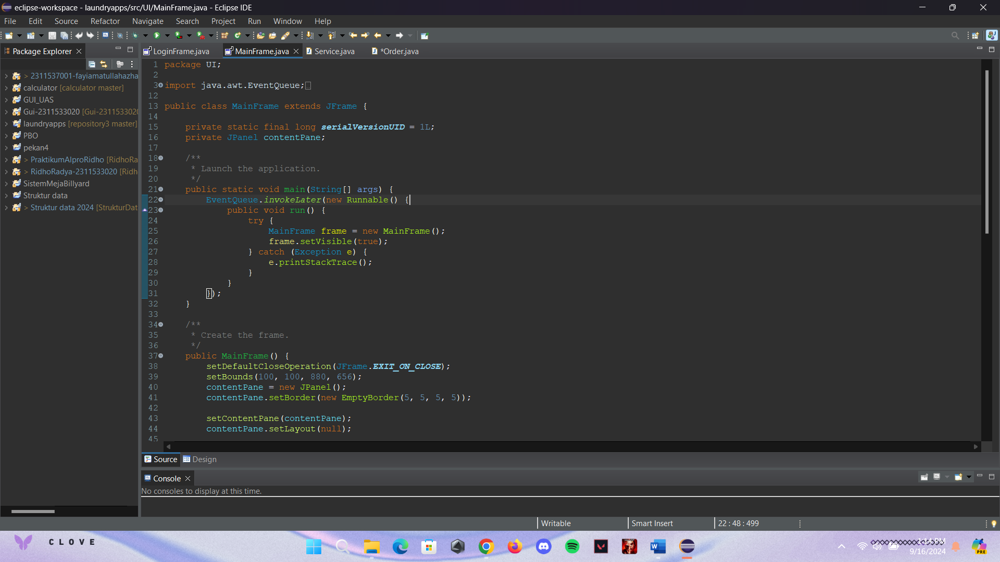 eclipse-workspace - laundryapps/src/UI/MainFrame.java - Eclipse IDE
File Edit Source Refactor Navigate Search Project Run Window Help
Package Explorer
LoginFrame.java MainFrame.java Service.java *Order.java
> 2311537001-fayiamatullahazha
calculator [calculator master]
GUI_UAS
Gui-2311533020 [Gui-2311533020
laundryapps [repository3 master]
PBO
pekan4
> PraktikumAlproRidho [RidhoRa
> RidhoRadya-2311533020 [Ridh
SistemMejaBillyard
Struktur data
> Struktur data 2024 [StrukturDat
1 package UI;
2
3 import java.awt.EventQueue;
12
13 public class MainFrame extends JFrame {
14
15 private static final long serialVersionUID = 1L;
16 private JPanel contentPane;
17
18 /**
19 * Launch the application.
20 */
21 public static void main(String[] args) {
22 EventQueue.invokeLater(new Runnable() {
23 public void run() {
24 try {
25 MainFrame frame = new MainFrame();
26 frame.setVisible(true);
27 } catch (Exception e) {
28 e.printStackTrace();
29 }
30 }
31 });
32 }
33
34 /**
35 * Create the frame.
36 */
37 public MainFrame() {
38 setDefaultCloseOperation(JFrame.EXIT_ON_CLOSE);
39 setBounds(100, 100, 880, 656);
40 contentPane = new JPanel();
41 contentPane.setBorder(new EmptyBorder(5, 5, 5, 5));
42
43 setContentPane(contentPane);
44 contentPane.setLayout(null);
45
Source Design
Console
No consoles to display at this time.
Writable Smart Insert 22 : 48 : 499
CLOVE
1:14 PM
9/16/2024
PRE